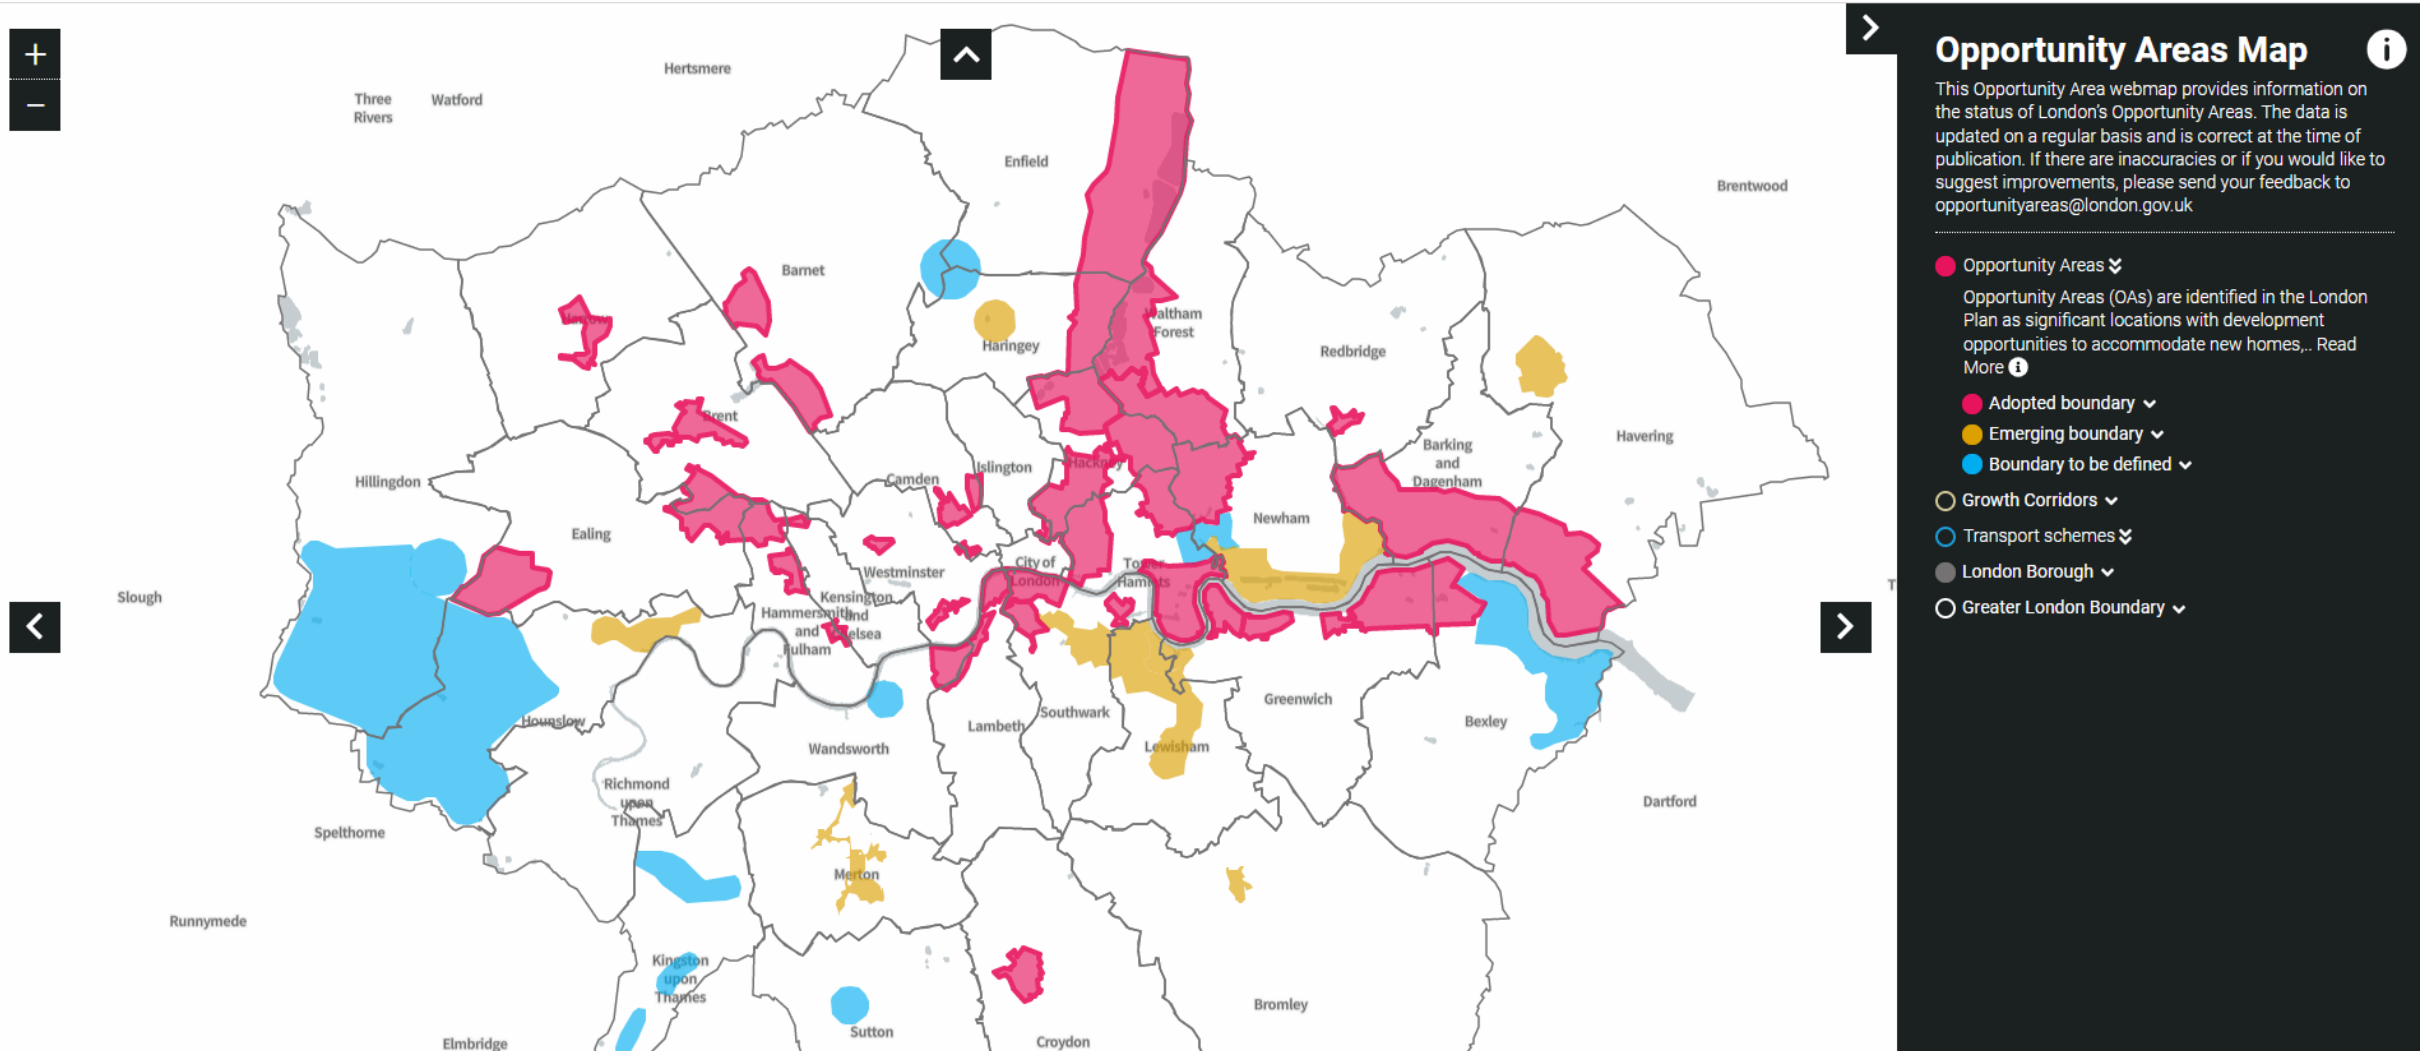 +
−
Hertsmere
Three
Rivers
Watford
Enfield
Brentwood
Barnet
Harrow
Waltham
Forest
Haringey
Redbridge
Brent
Havering
Barking
and
Dagenham
Hackney
Islington
Camden
Hillingdon
Newham
Ealing
City of
London
Tower
Hamlets
Westminster
Slough
Kensington
and
Chelsea
Hammersmith
and
Fulham
Greenwich
Southwark
Lambeth
Hounslow
Bexley
Lewisham
Wandsworth
Richmond
upon
Thames
Dartford
Spelthorne
Merton
Runnymede
Kingston
upon
Thames
Bromley
Sutton
Croydon
Elmbridge
T
Opportunity Areas Map
i
This Opportunity Area webmap provides information on
the status of London's Opportunity Areas. The data is
updated on a regular basis and is correct at the time of
publication. If there are inaccuracies or if you would like to
suggest improvements, please send your feedback to
opportunityareas@london.gov.uk
Opportunity Areas
Opportunity Areas (OAs) are identified in the London
Plan as significant locations with development
opportunities to accommodate new homes,.. Read
More i
Adopted boundary
Emerging boundary
Boundary to be defined
Growth Corridors
Transport schemes
London Borough
Greater London Boundary